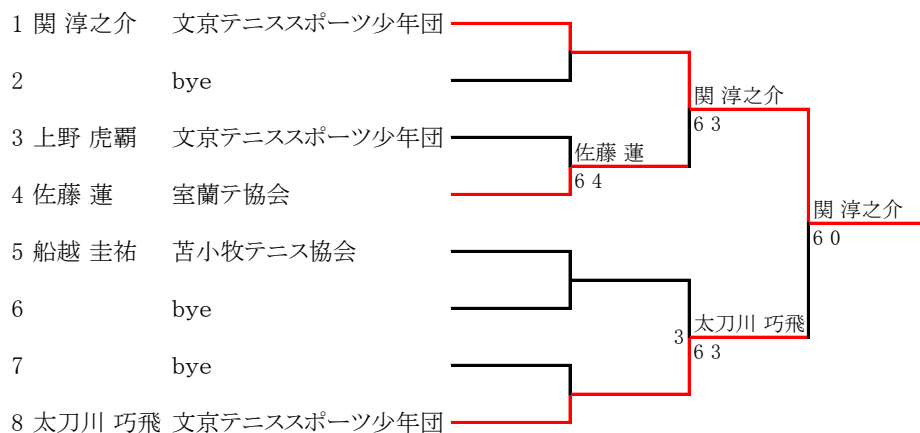 1 関 淳之介 文京テニススポーツ少年団
2 bye
関 淳之介
6 3
3 上野 虎覇 文京テニススポーツ少年団
佐藤 蓮
6 4
4 佐藤 蓮 室蘭テ協会
関 淳之介
6 0
5 船越 圭祐 苫小牧テニス協会
6 bye
太刀川 巧飛
3
6 3
7 bye
8 太刀川 巧飛 文京テニススポーツ少年団